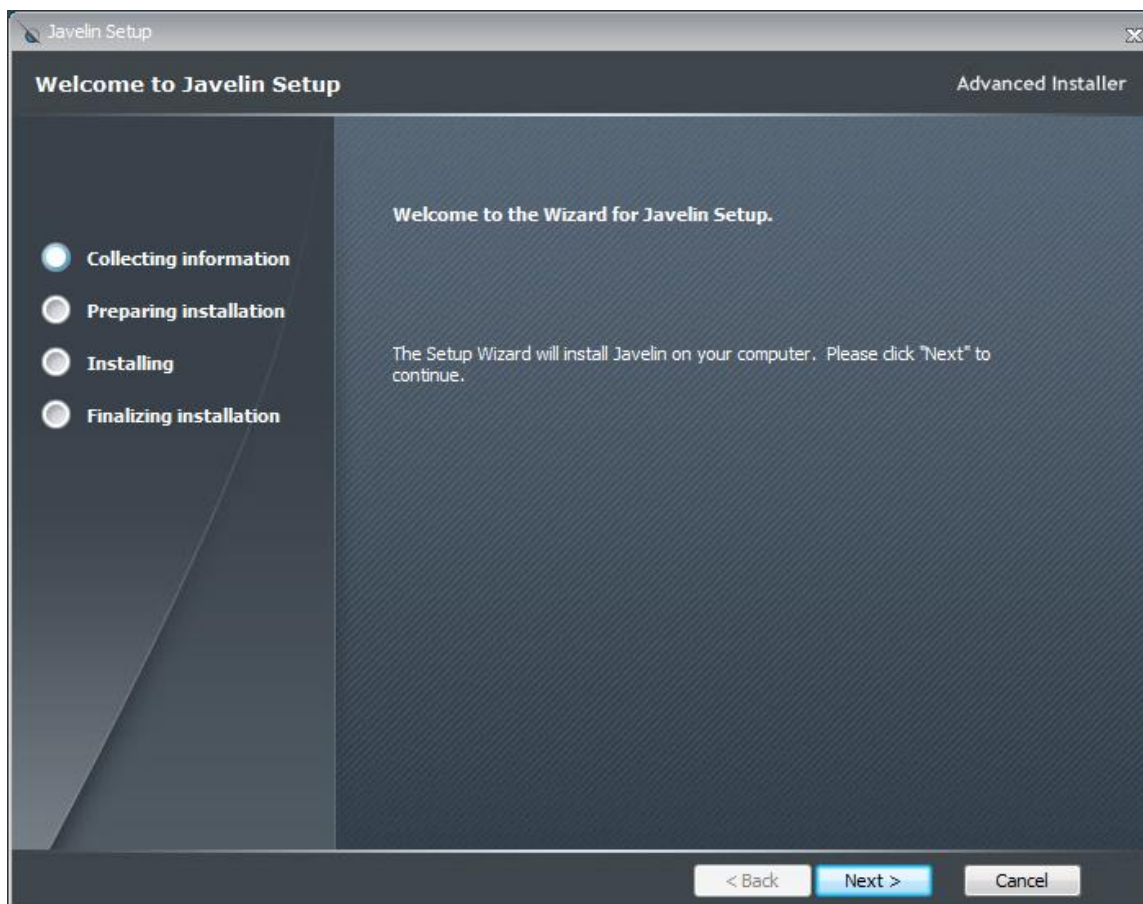 Javelin Setup
Welcome to Javelin Setup
Advanced Installer
Welcome to the Wizard for Javelin Setup.
Collecting information
Preparing installation
Installing
Finalizing installation
The Setup Wizard will install Javelin on your computer.  Please click "Next" to
continue.
< Back
Next >
Cancel